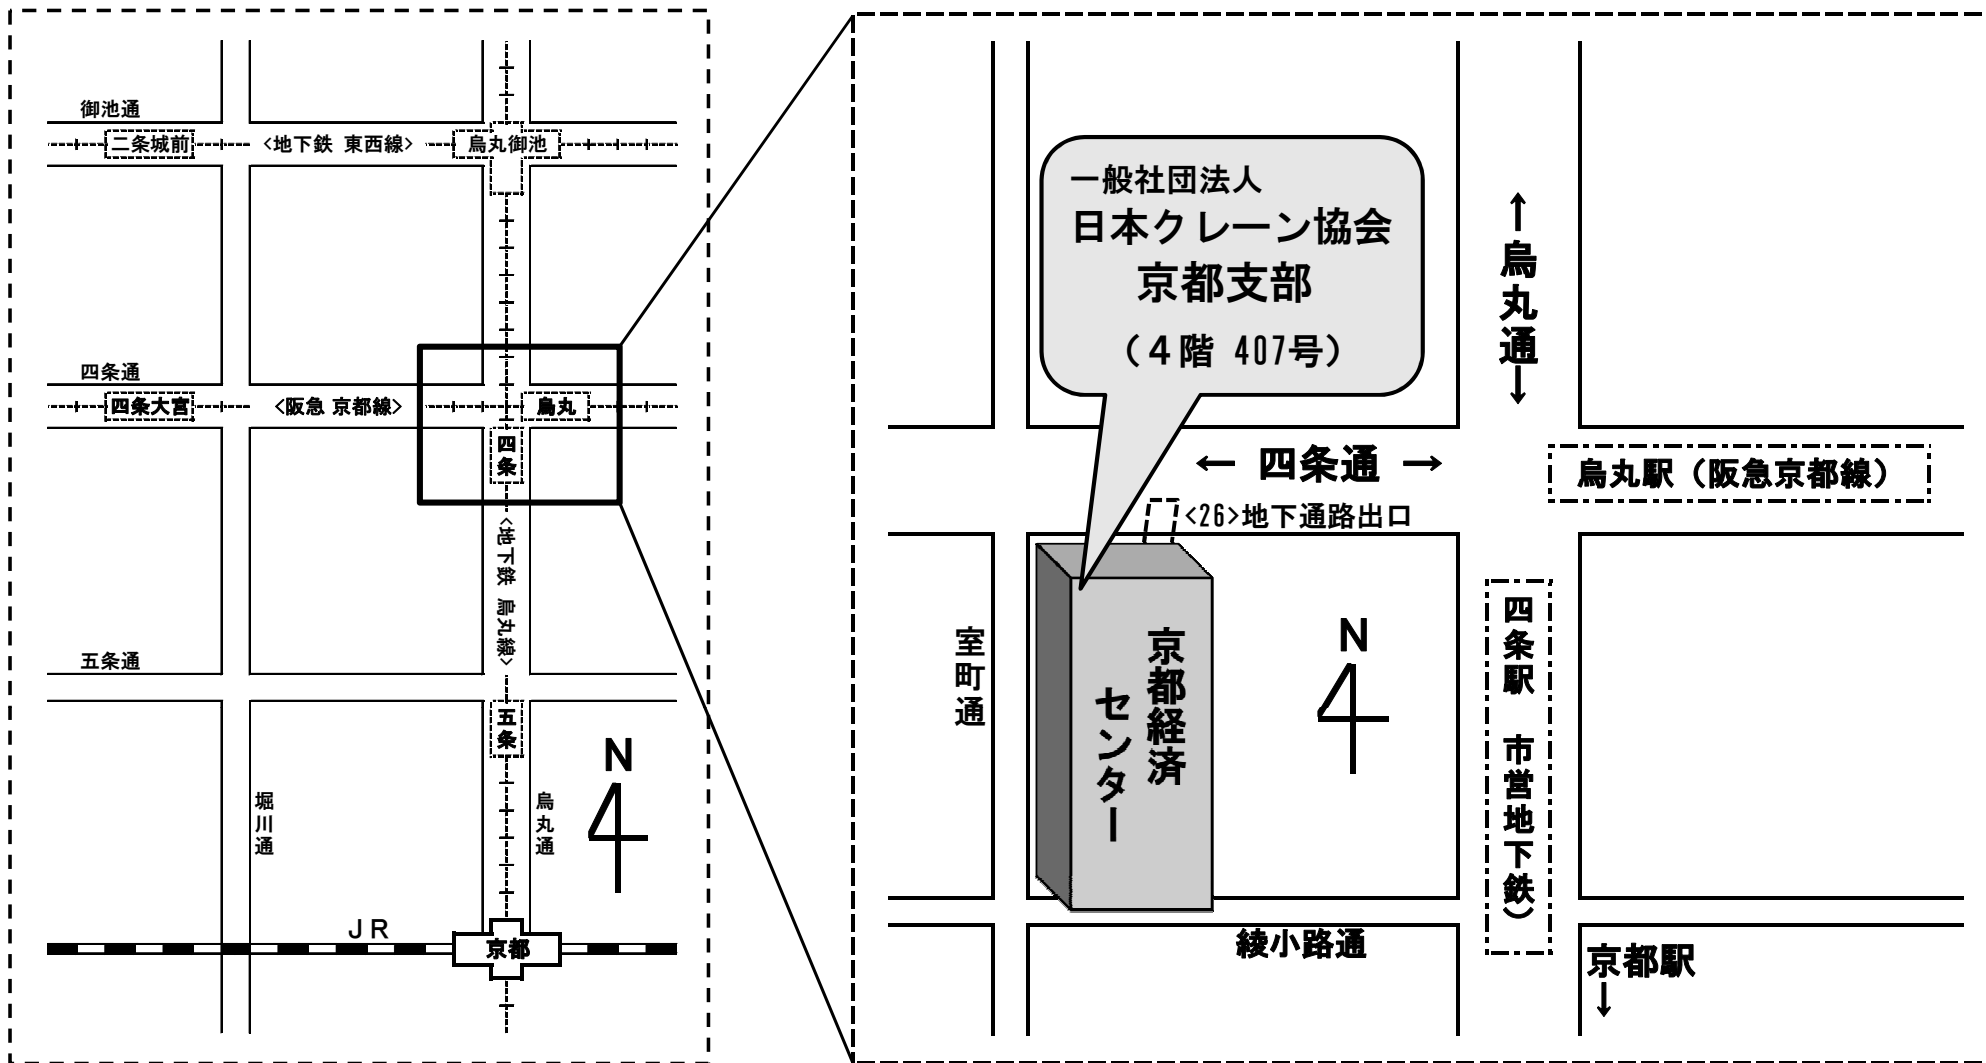 御池通
二条城前
<地下鉄 東西線>
烏丸御池
四条通
四条大宮
<阪急 京都線>
烏丸
四条
<地下鉄 烏丸線>
五条通
五条
N
堀川通
烏丸通
JR
京都
一般社団法人
日本クレーン協会
京都支部
(4階 407号)
←烏丸通→
← 四条通 →
烏丸駅(阪急京都線)
<26>地下通路出口
室町通
京都経済
センター
N
四条駅 市営地下鉄)
綾小路通
京都駅
↓